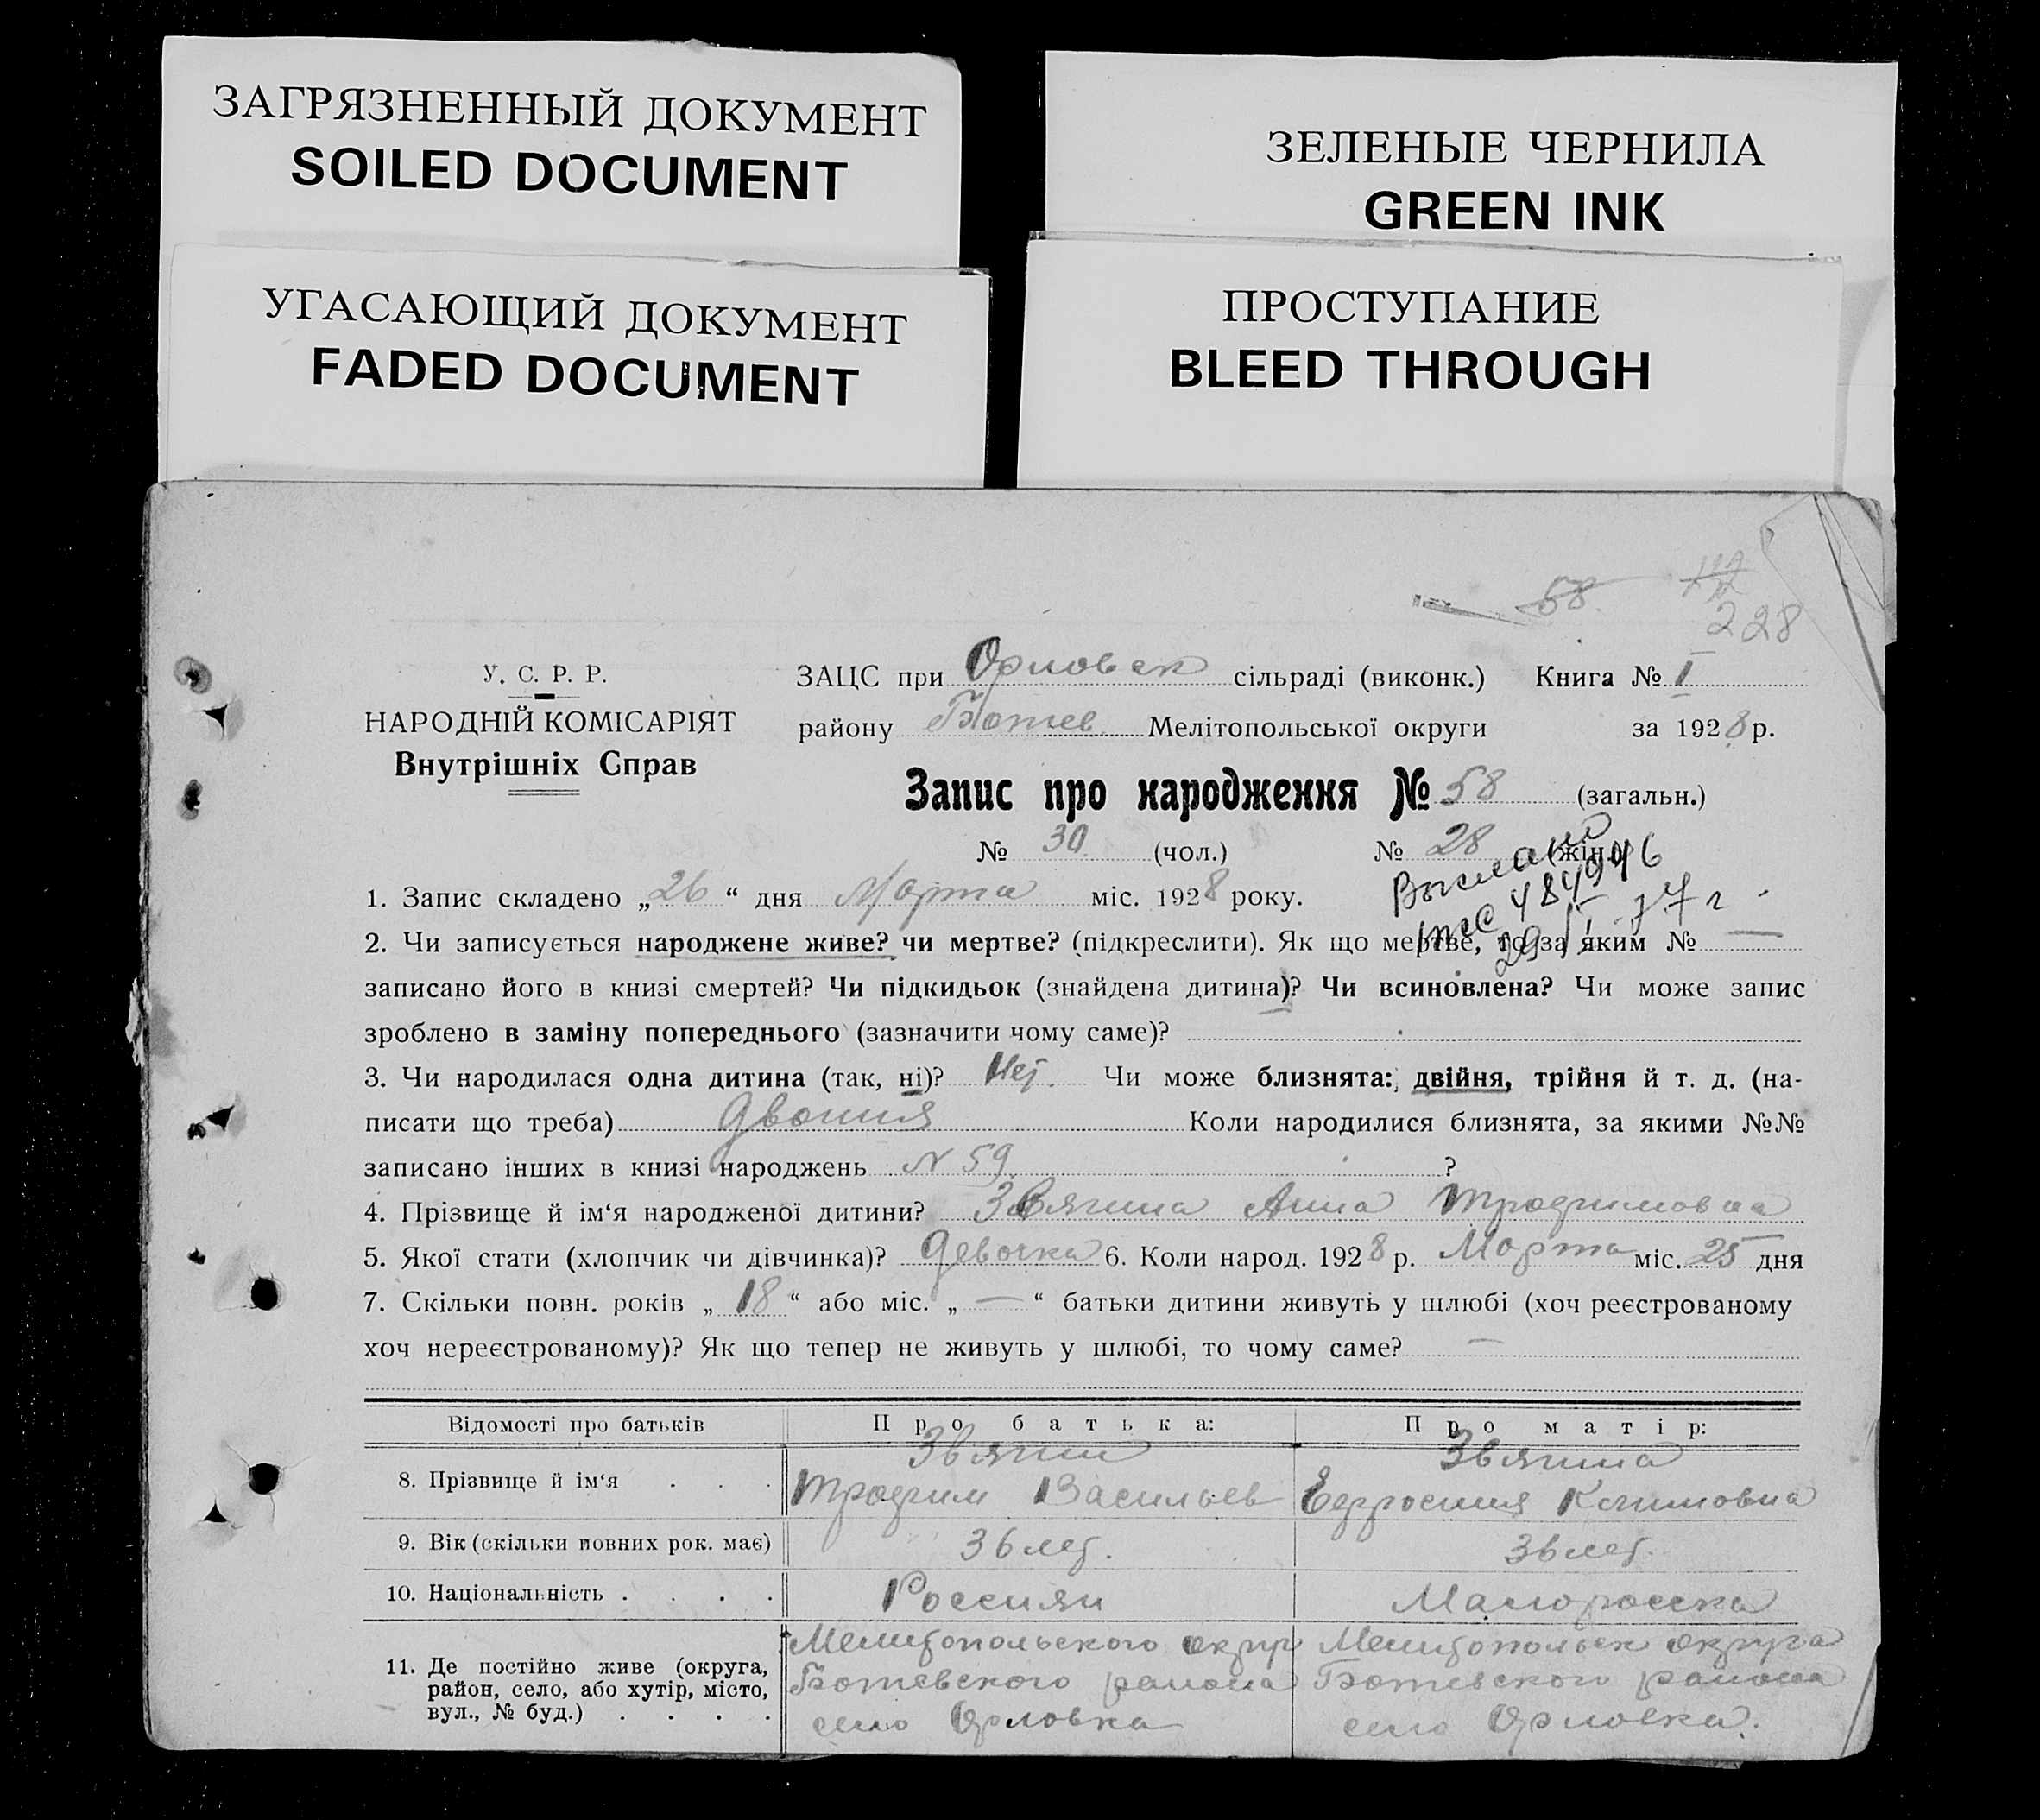 ЗАГРЯЗНЕННЫЙ ДОКУМЕНТ
SOILED DOCUMENT
ЗЕЛЕНЫЕ ЧЕРНИЛА
GREEN INK
УГАСАЮЩИЙ ДОКУМЕНТ
FADED DOCUMENT
ПРОСТУПАНИЕ
BLEED THROUGH
58
228
У. С. Р. Р.
НАРОДНІЙ КОМІСАРІЯТ
Внутрішніх Справ
ЗАЦС при Орловск сільраді (виконк.) Книга № I
району Ботев Мелітопольської округи за 1928 р.
Запис про народження № 58 (загальн.)
№ 30 (чол.) № 28 (жін.)
Выслано
484946
1. Запис складено „26“ дня Марта міс. 1928 року.
2. Чи записується народжене живе? чи мертве? (підкреслити). Як що мертве, то за яким № —
записано його в книзі смертей? Чи підкидьок (знайдена дитина)? Чи всиновлена? Чи може запис
зроблено в заміну попереднього (зазначити чому саме)?
3. Чи народилася одна дитина (так, ні)? Нет. Чи може близнята: двійня, трійня й т. д. (на-
писати що треба) Двойня Коли народилися близнята, за якими №№
записано інших в книзі народжень N 59 ?
4. Прізвище й ім‘я народженої дитини? Звягина Анна Трофимовна
5. Якої стати (хлопчик чи дівчинка)? Девочка 6. Коли народ. 1928 р. Марта міс. 25 дня
7. Скільки повн. років „18“ або міс. „—“ батьки дитини живуть у шлюбі (хоч реєстрованому
хоч нереєстрованому)? Як що тепер не живуть у шлюбі, то чому саме? —
Відомості про батьків Про батька: Про матір:
Звягин Звягина
8. Прізвище й ім‘я . . . Трофим Васильев Ефросиния
9. Вік (скільки повних рок. має) 36 лет. 36 лет.
10. Національність . . . . Россиян Малоросска
Мелитопольского округ Мелитопольск округа
11. Де постійно живе (округа, район, село, або хутір, місто, вул., № буд.) . . . . Ботевского района Ботевского района
село Орловка село Орловка.